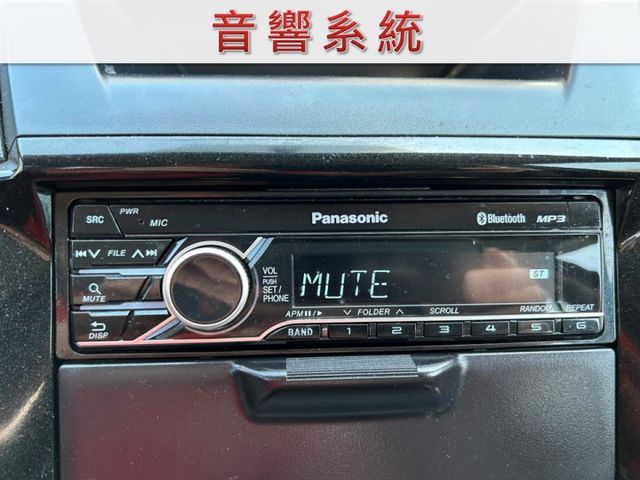 音響系統
SRC PWR MIC Panasonic Bluetooth MP3
FILE
VOL
PUSH
SET/
PHONE
MUTE
MUTE
ST
APM FOLDER SCROLL RANDOM REPEAT
DISP
BAND 1 2 3 4 5 6